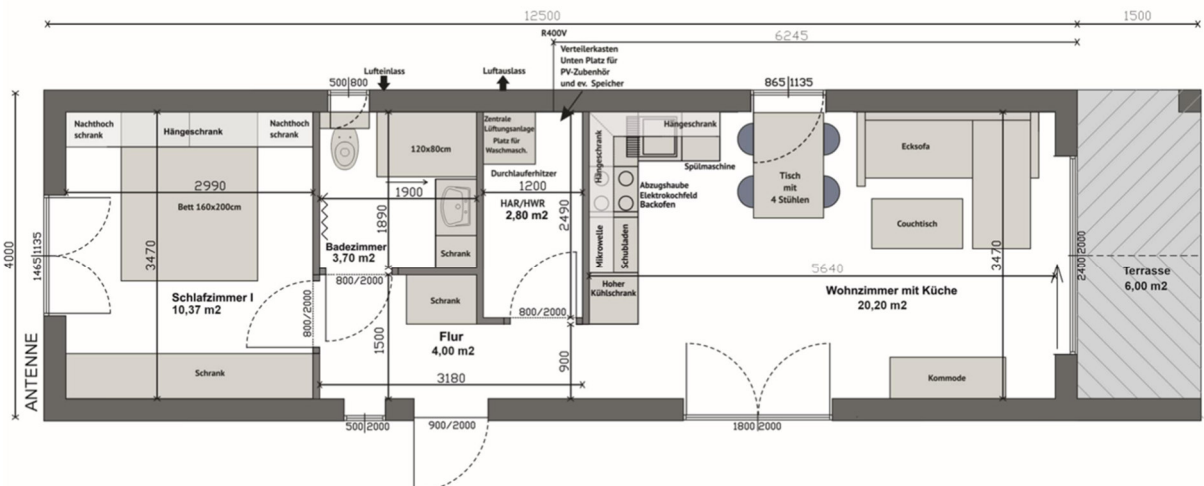 12500
1500
R400V
6245
Verteilerkasten
Unten Platz für
PV-Zubenhör
und ev. Speicher
Lufteinlass
Luftauslass
500|800
865|1135
Nachthoch
schrank
Hängeschrank
Nachthoch
schrank
Zentrale
Lüftungsanlage
Platz für
Waschmasch.
Hängeschrank
Hängeschrank
120x80cm
Spülmaschine
Ecksofa
Durchlauferhitzer
Abzugshaube
Elektrokochfeld
Backofen
Tisch
mit
4 Stühlen
2990
1900
1200
HAR/HWR
2,80 m2
Bett 160x200cm
1890
2490
Couchtisch
4000
1465|1135
3470
Badezimmer
3,70 m2
Schrank
Mikrowelle
Schubladen
3470
2400|2000
5640
Terrasse
6,00 m2
Schlafzimmer I
10,37 m2
800/2000
800/2000
Schrank
800/2000
Hoher
Kühlschrank
Wohnzimmer mit Küche
20,20 m2
Flur
4,00 m2
1500
900
ANTENNE
Schrank
3180
Kommode
500|2000
900/2000
1800|2000